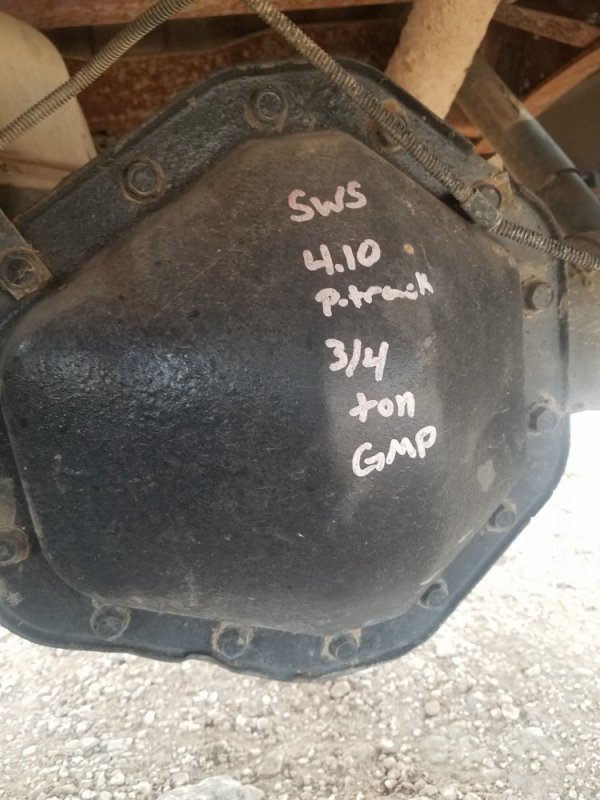 SWS
4.10
P.track
3/4
ton
GMP